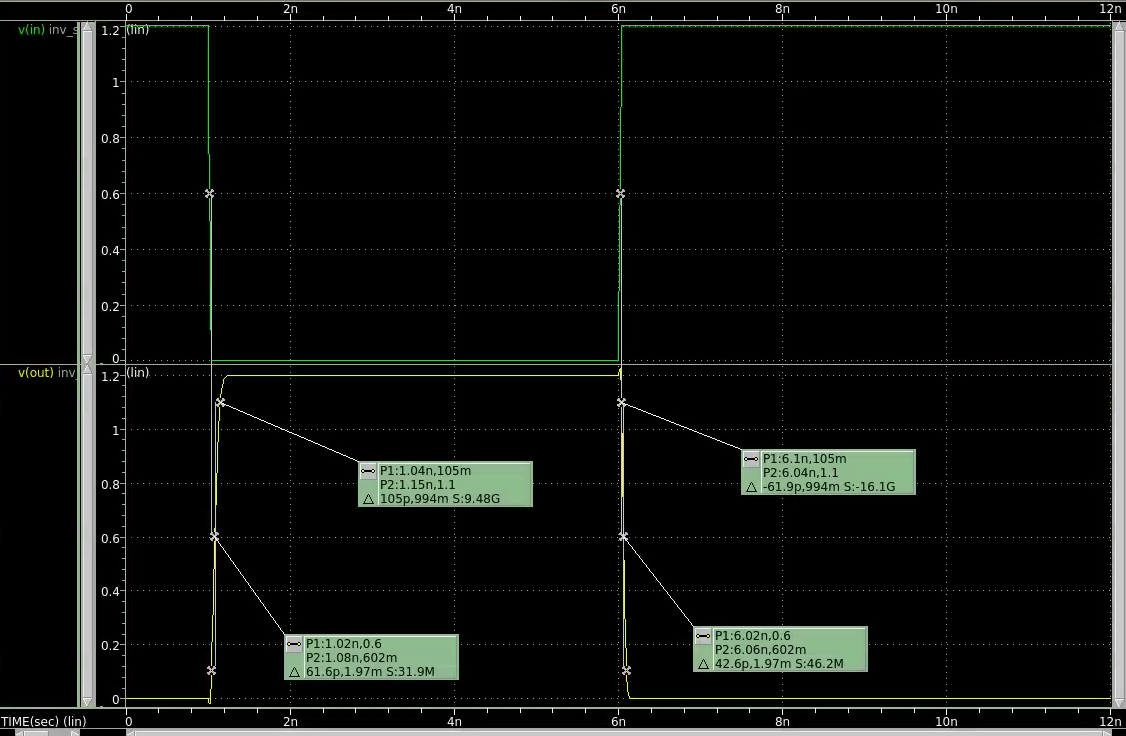 0 2n 4n 6n 8n 10n 12n
v(in) inv_s
1.2 (lin)
1
0.8
0.6
0.4
0.2
0
v(out) inv_
1.2 (lin)
1
0.8
0.6
0.4
0.2
0
P1:1.04n,105m
P2:1.15n,1.1
△ 105p,994m S:9.48G
P1:6.1n,105m
P2:6.04n,1.1
△ -61.9p,994m S:-16.1G
P1:1.02n,0.6
P2:1.08n,602m
△ 61.6p,1.97m S:31.9M
P1:6.02n,0.6
P2:6.06n,602m
△ 42.6p,1.97m S:46.2M
TIME(sec) (lin) 0 2n 4n 6n 8n 10n 12n